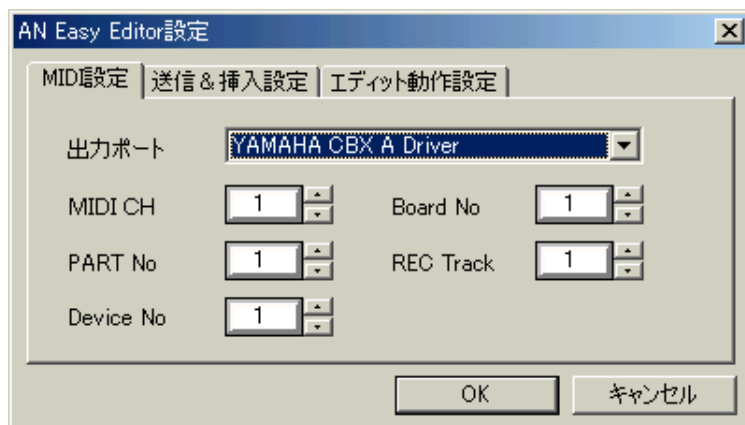 AN Easy Editor設定
MIDI設定 送信&挿入設定 エディット動作設定
出力ポート YAMAHA CBX A Driver
MIDI CH 1 Board No 1
PART No 1 REC Track 1
Device No 1
OK キャンセル